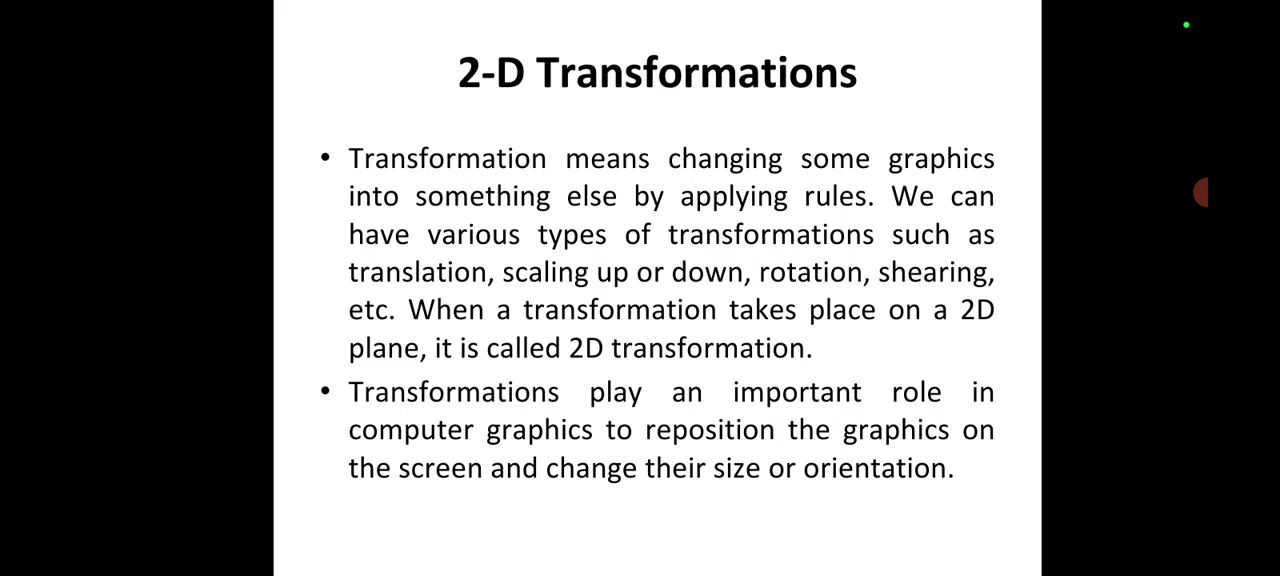 2-D Transformations
• Transformation means changing some graphics
into something else by applying rules. We can
have various types of transformations such as
translation, scaling up or down, rotation, shearing,
etc. When a transformation takes place on a 2D
plane, it is called 2D transformation.
• Transformations play an important role in
computer graphics to reposition the graphics on
the screen and change their size or orientation.